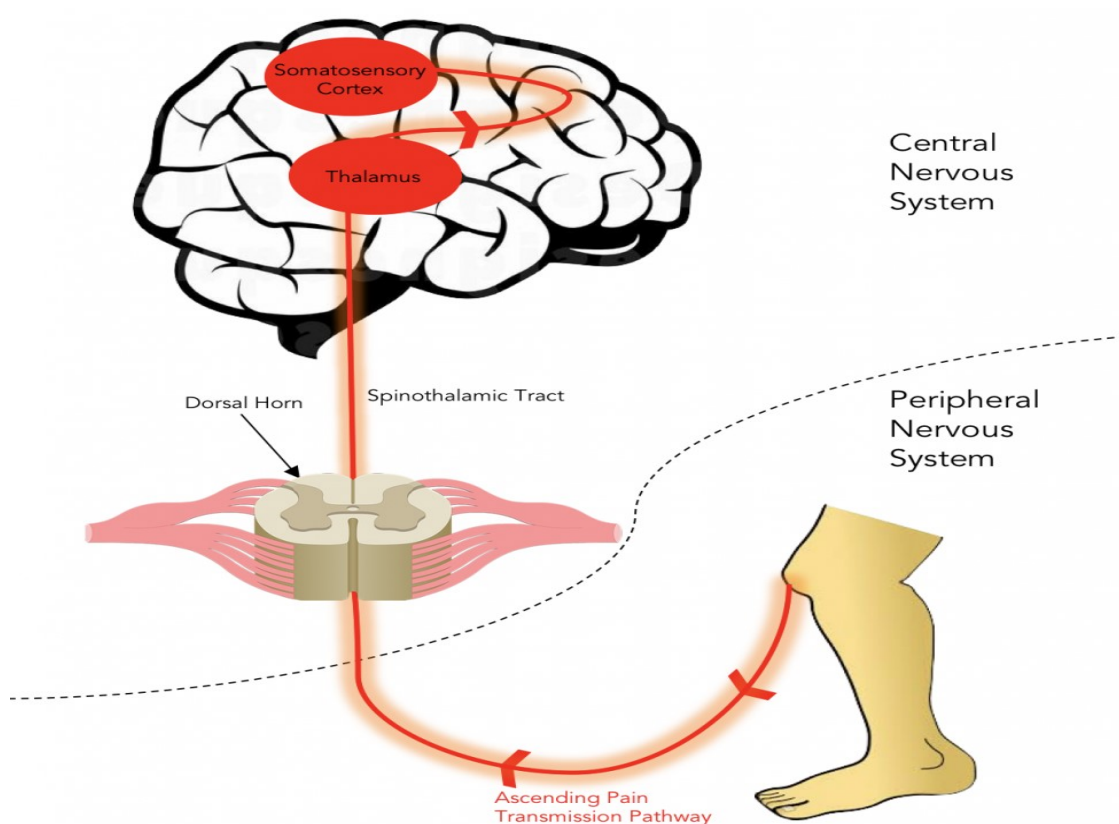 Somatosensory
Cortex
Thalamus
Central
Nervous
System
Dorsal Horn
Spinothalamic Tract
Peripheral
Nervous
System
Ascending Pain
Transmission Pathway